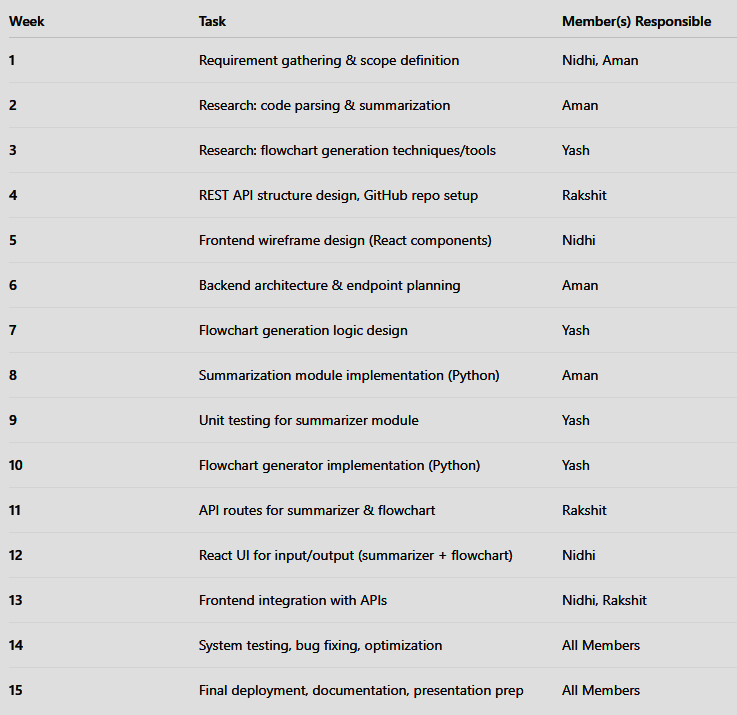 Week Task Member(s) Responsible
1 Requirement gathering & scope definition Nidhi, Aman
2 Research: code parsing & summarization Aman
3 Research: flowchart generation techniques/tools Yash
4 REST API structure design, GitHub repo setup Rakshit
5 Frontend wireframe design (React components) Nidhi
6 Backend architecture & endpoint planning Aman
7 Flowchart generation logic design Yash
8 Summarization module implementation (Python) Aman
9 Unit testing for summarizer module Yash
10 Flowchart generator implementation (Python) Yash
11 API routes for summarizer & flowchart Rakshit
12 React UI for input/output (summarizer + flowchart) Nidhi
13 Frontend integration with APIs Nidhi, Rakshit
14 System testing, bug fixing, optimization All Members
15 Final deployment, documentation, presentation prep All Members